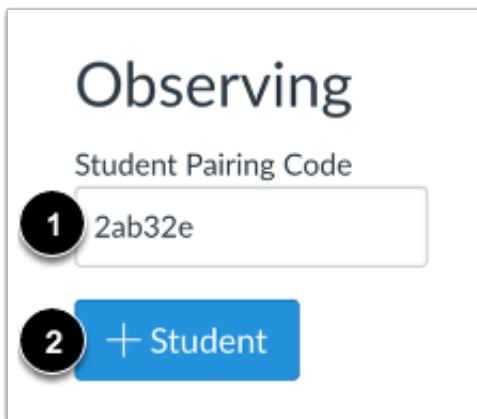 Observing
Student Pairing Code
1 2ab32e
2 + Student